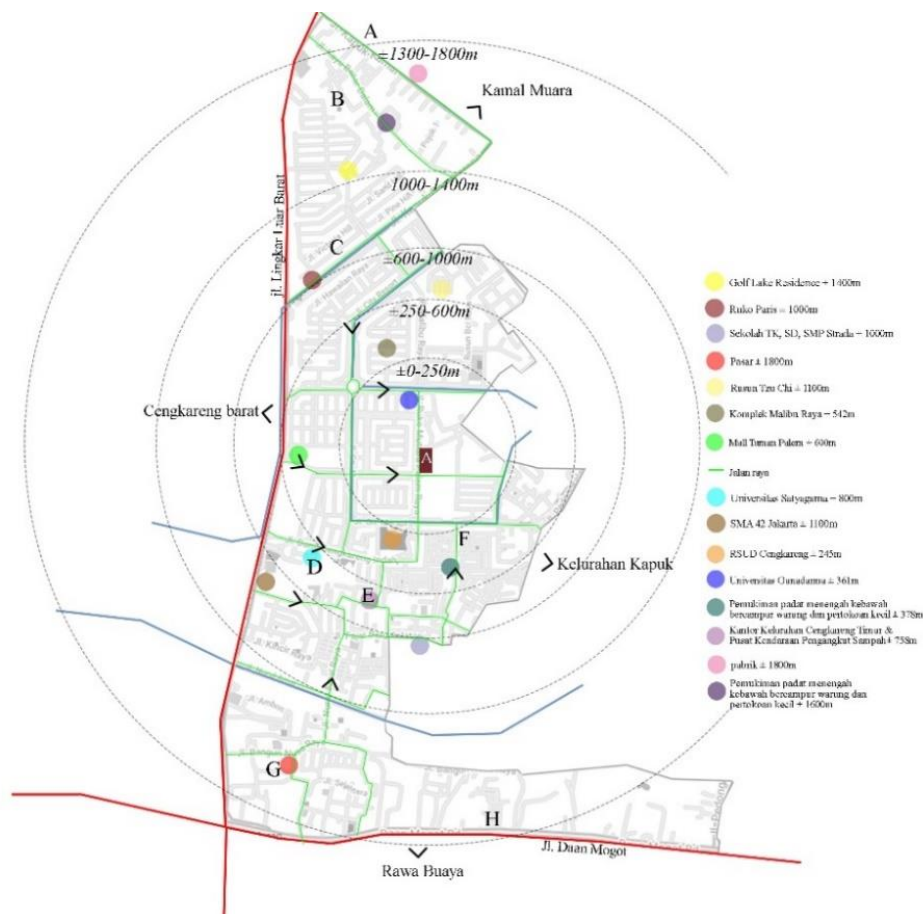 A
±1300-1800m
Kamal Muara
B
1000-1400m
C
±600-1000m
±250-600m
±0-250m
jl. Lingkar Luar Barat
Cengkareng barat
A
F
D
E
Kelurahan Kapuk
G
H
Jl. Daan Mogot
Rawa Buaya
Golf Lake Residence ± 1400m
Ruko Paris ± 1000m
Sekolah TK, SD, SMP Strada ± 1000m
Pasar ± 1800m
Rusun Tzu Chi ± 1100m
Komplek Malibu Raya ± 542m
Mall Taman Palem ± 600m
Jalan raya
Universitas Satyagama ± 800m
SMA 42 Jakarta ± 1100m
RSUD Cengkareng ± 245m
Universitas Gunadarma ± 361m
Pemukiman padat menengah kebawah
bercampur warung dan pertokoan kecil ± 378m
Kantor Kelurahan Cengkareng Timur &
Pusat Kendaraan Pengangkut Sampah ± 758m
pabrik ± 1800m
Pemukiman padat menengah
kebawah bercampur warung dan
pertokoan kecil ± 1600m